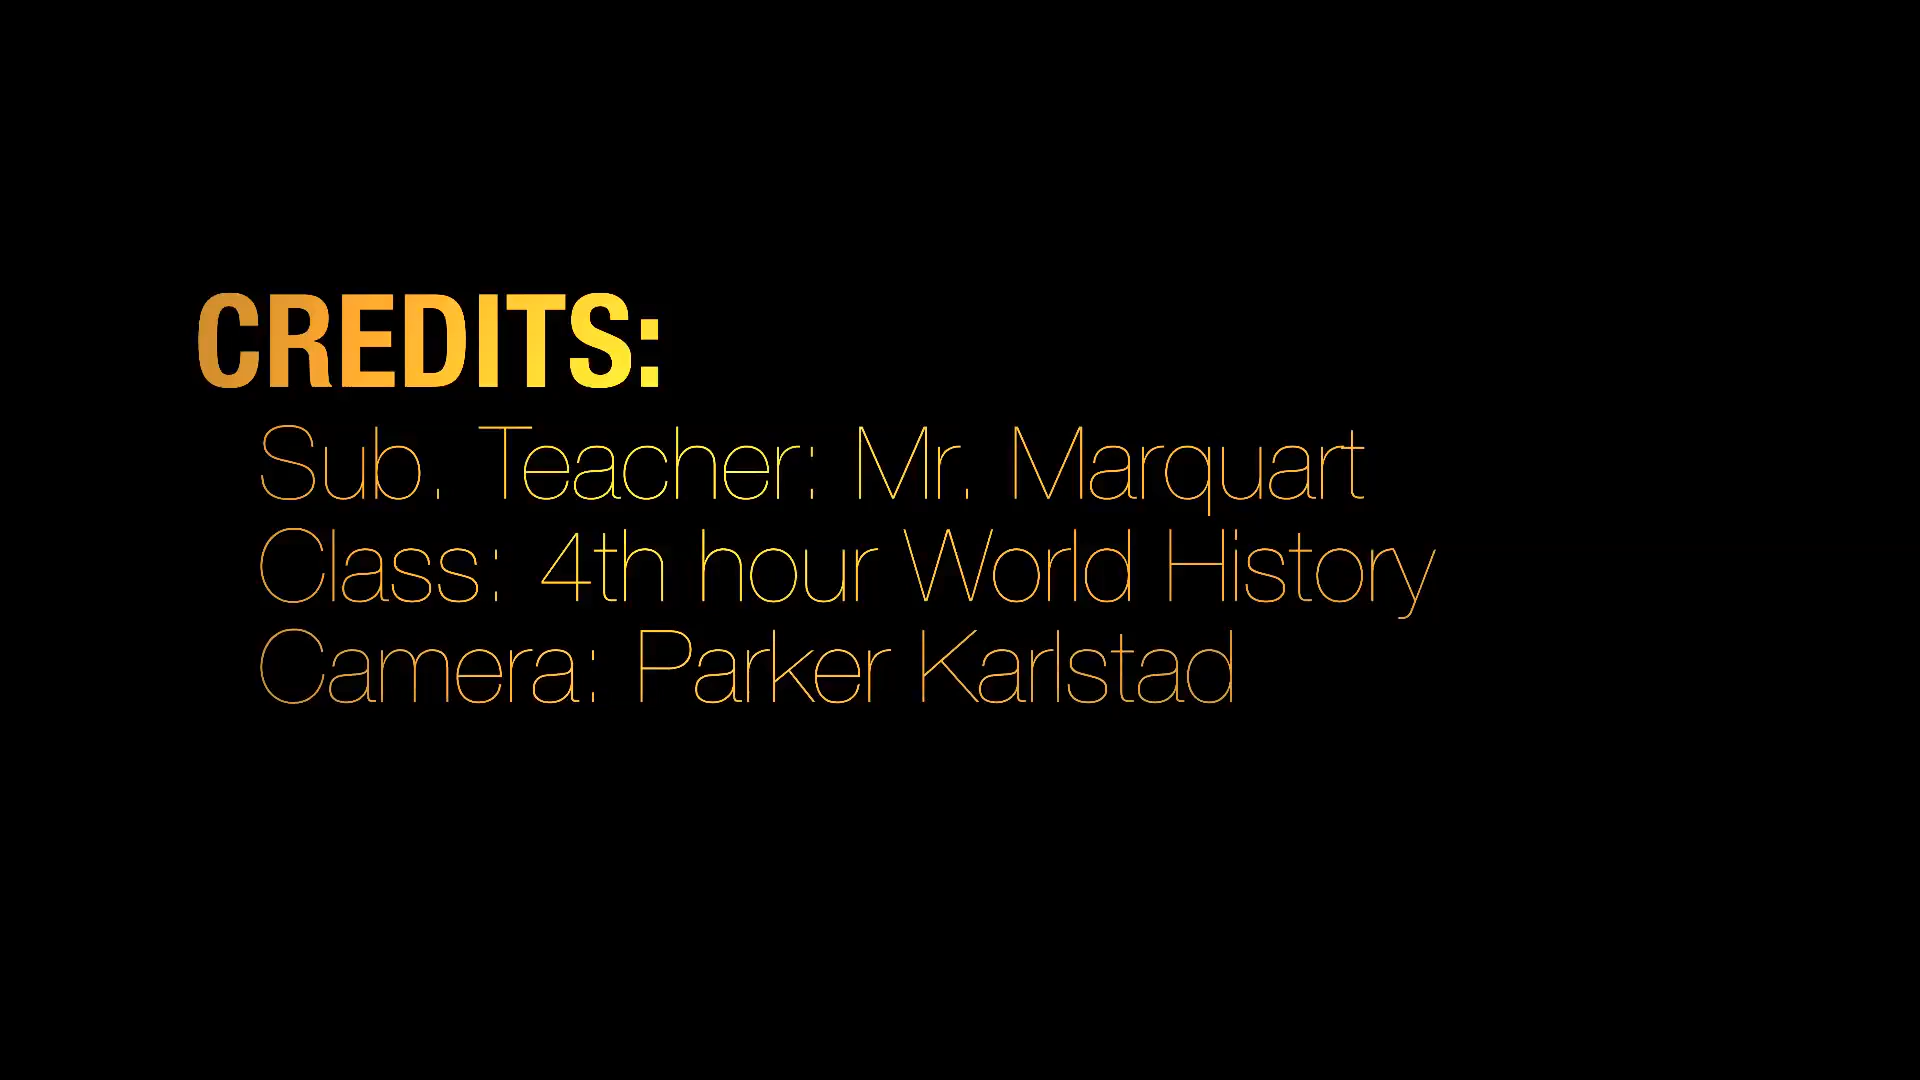 CREDITS:
Sub. Teacher: Mr. Marquart
Class: 4th hour World History
Camera: Parker Karlstad